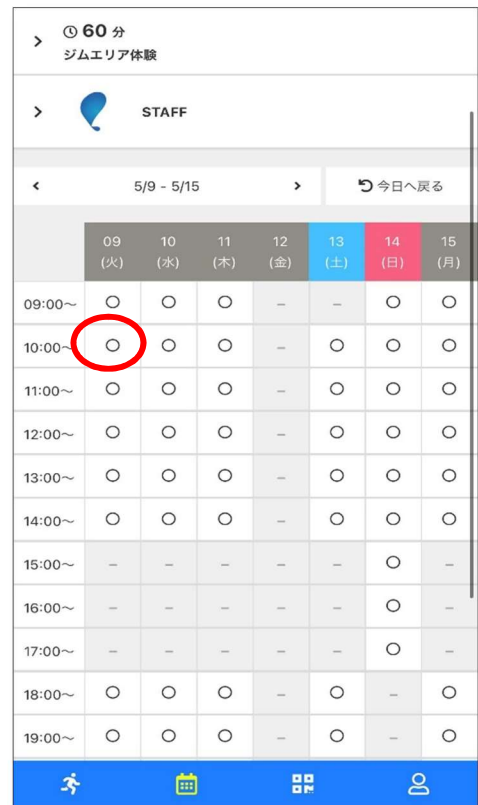 60 分
ジムエリア体験
STAFF
5/9 - 5/15 今日へ戻る
09 10 11 12 13 14 15
(火) (水) (木) (金) (土) (日) (月)
09:00～ ○ ○ ○ － － ○ ○
10:00～ ○ ○ ○ － ○ ○ ○
11:00～ ○ ○ ○ － ○ ○ ○
12:00～ ○ ○ ○ － ○ ○ ○
13:00～ ○ ○ ○ － ○ ○ ○
14:00～ ○ ○ ○ － ○ ○ ○
15:00～ － － － － － ○ －
16:00～ － － － － － ○ －
17:00～ － － － － － ○ －
18:00～ ○ ○ ○ － ○ － ○
19:00～ ○ ○ ○ － ○ － ○